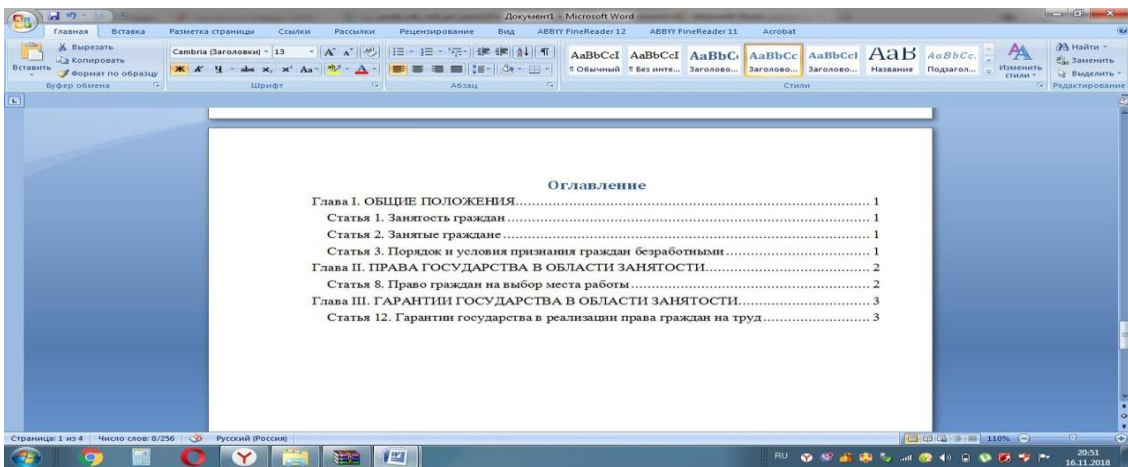 Документ1 - Microsoft Word
Главная Вставка Разметка страницы Ссылки Рассылки Рецензирование Вид ABBYY FineReader 12 ABBYY FineReader 11 Acrobat
Вставить
Вырезать
Копировать
Формат по образцу
Буфер обмена
Cambria (Заголовки) 13
Ж К Ч abc x, x² Aa
Шрифт
Абзац
AaBbCcI AaBbCcI AaBbC AaBbCc AaBbCcI АаВ AaBbCc.
¶ Обычный ¶ Без инте... Заголово... Заголово... Заголово... Название Подзагол...
Изменить стили
Стили
Найти
Заменить
Выделить
Редактирование
Оглавление
Глава I. ОБЩИЕ ПОЛОЖЕНИЯ 1
Статья 1. Занятость граждан 1
Статья 2. Занятые граждане 1
Статья 3. Порядок и условия признания граждан безработными 1
Глава II. ПРАВА ГОСУДАРСТВА В ОБЛАСТИ ЗАНЯТОСТИ 2
Статья 8. Право граждан на выбор места работы 2
Глава III. ГАРАНТИИ ГОСУДАРСТВА В ОБЛАСТИ ЗАНЯТОСТИ 3
Статья 12. Гарантии государства в реализации права граждан на труд 3
Страница: 1 из 4 Число слов: 8/256 Русский (Россия) 110%
RU 20:51
16.11.2018